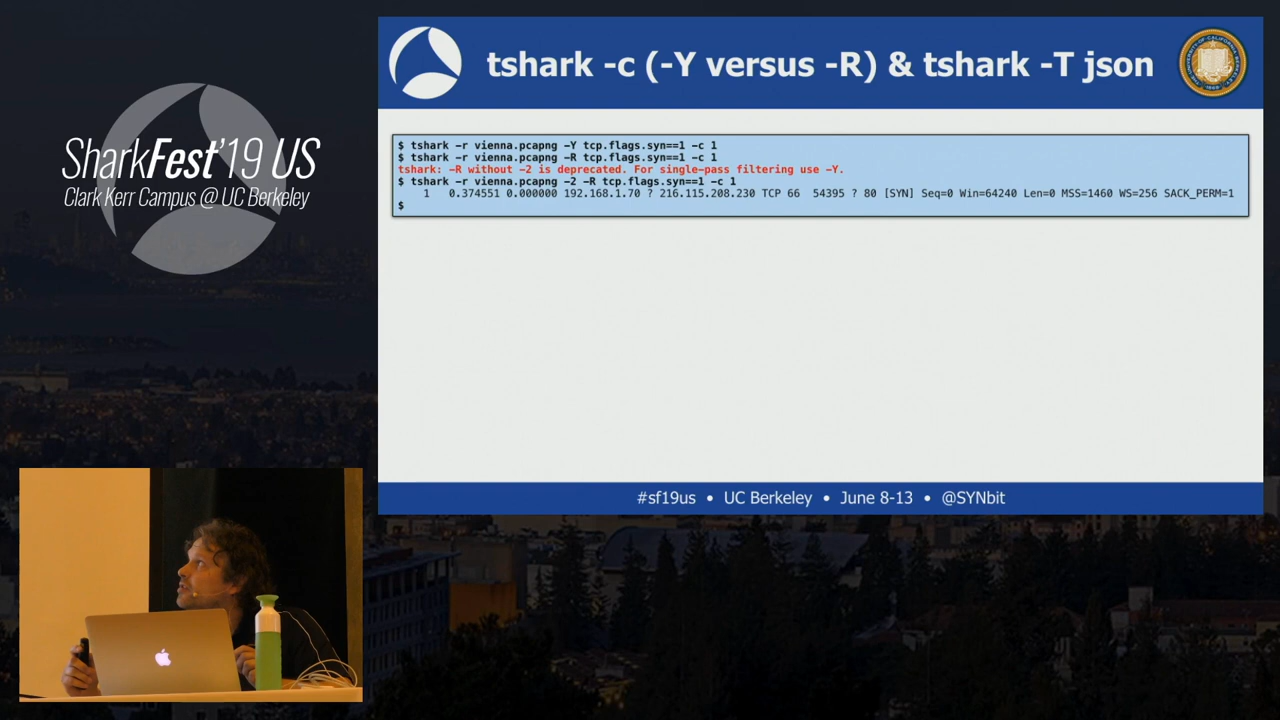 SharkFest'19 US
Clark Kerr Campus @ UC Berkeley
tshark -c (-Y versus -R) & tshark -T json
$ tshark -r vienna.pcapng -Y tcp.flags.syn==1 -c 1
$ tshark -r vienna.pcapng -R tcp.flags.syn==1 -c 1
tshark: -R without -2 is deprecated. For single-pass filtering use -Y.
$ tshark -r vienna.pcapng -2 -R tcp.flags.syn==1 -c 1
1 0.374551 0.000000 192.168.1.70 ? 216.115.208.230 TCP 66 54395 ? 80 [SYN] Seq=0 Win=64240 Len=0 MSS=1460 WS=256 SACK_PERM=1
$
#sf19us • UC Berkeley • June 8-13 • @SYNbit